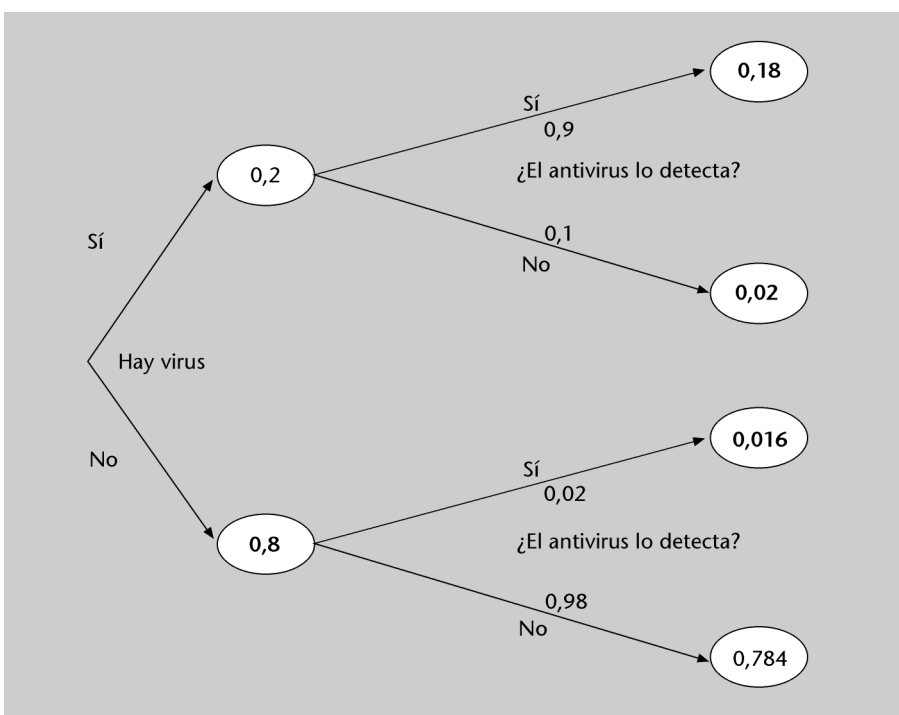 0,18
Sí
0,9
0,2
¿El antivirus lo detecta?
Sí
0,1
No
0,02
Hay virus
0,016
No
Sí
0,02
0,8
¿El antivirus lo detecta?
0,98
No
0,784